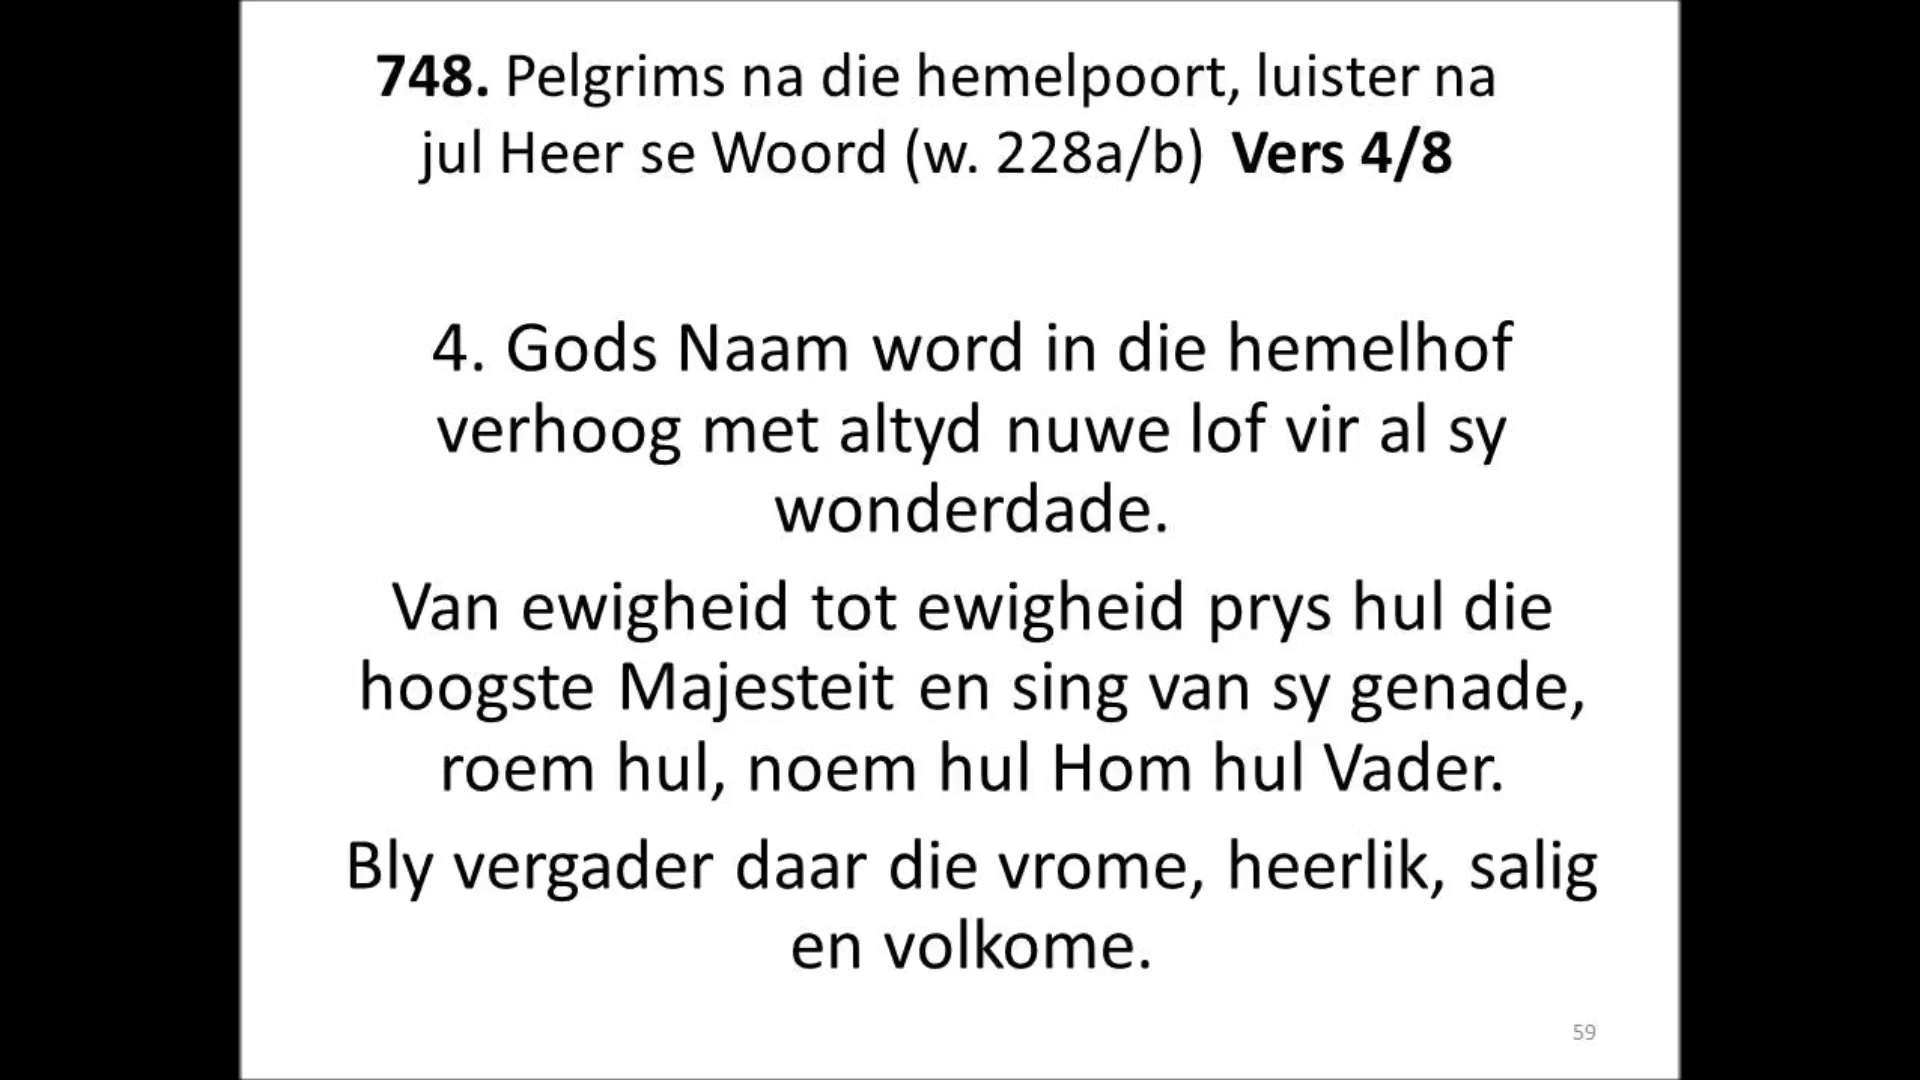 748. Pelgrims na die hemelpoort, luister na
jul Heer se Woord (w. 228a/b) Vers 4/8
4. Gods Naam word in die hemelhof
verhoog met altyd nuwe lof vir al sy
wonderdade.
Van ewigheid tot ewigheid prys hul die
hoogste Majesteit en sing van sy genade,
roem hul, noem hul Hom hul Vader.
Bly vergader daar die vrome, heerlik, salig
en volkome.
59